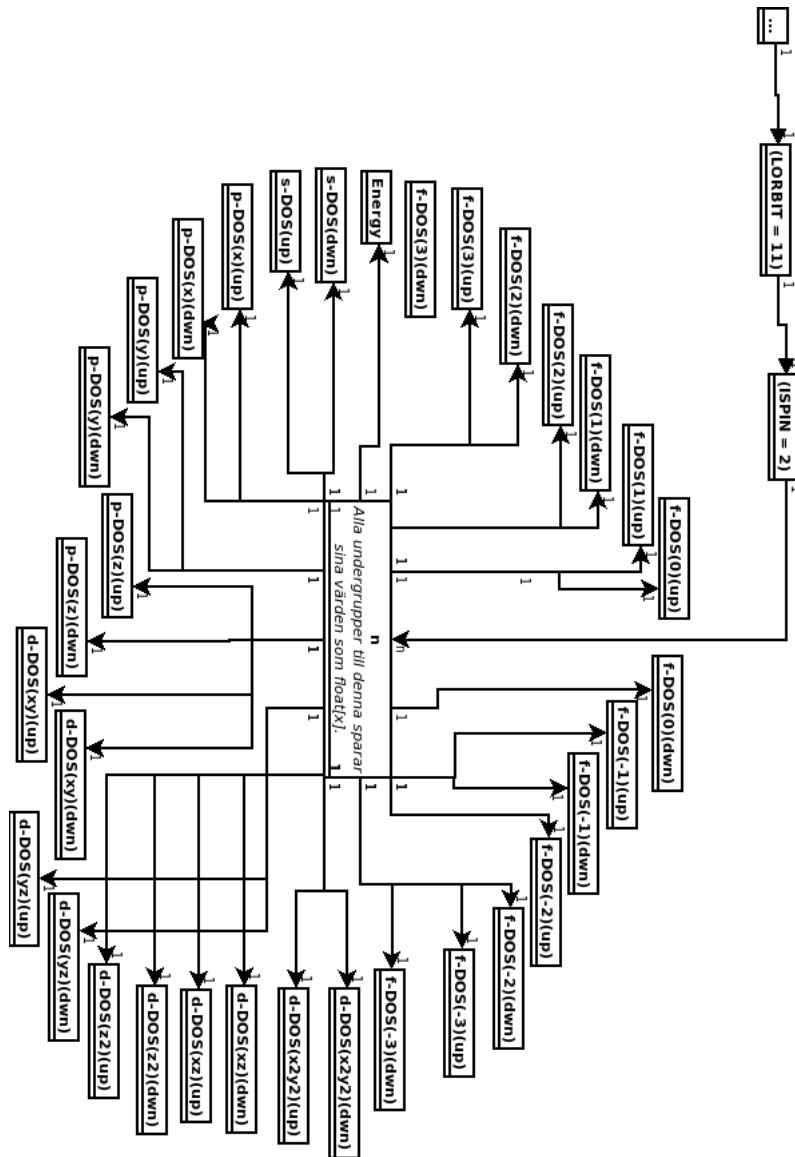 ...
(LORBIT = 11)
(ISPIN = 2)
n
Alla undergrupper till denna sparar
sina värden som float[x].
Energy
s-DOS(dwn)
s-DOS(up)
p-DOS(x)(up)
p-DOS(x)(dwn)
p-DOS(y)(up)
p-DOS(y)(dwn)
p-DOS(z)(up)
p-DOS(z)(dwn)
d-DOS(xy)(up)
d-DOS(xy)(dwn)
d-DOS(yz)(up)
d-DOS(yz)(dwn)
d-DOS(z2)(up)
d-DOS(z2)(dwn)
d-DOS(xz)(up)
d-DOS(xz)(dwn)
d-DOS(x2y2)(up)
d-DOS(x2y2)(dwn)
f-DOS(-3)(dwn)
f-DOS(-3)(up)
f-DOS(-2)(dwn)
f-DOS(-2)(up)
f-DOS(-1)(dwn)
f-DOS(-1)(up)
f-DOS(0)(dwn)
f-DOS(0)(up)
f-DOS(1)(up)
f-DOS(1)(dwn)
f-DOS(2)(up)
f-DOS(2)(dwn)
f-DOS(3)(up)
f-DOS(3)(dwn)